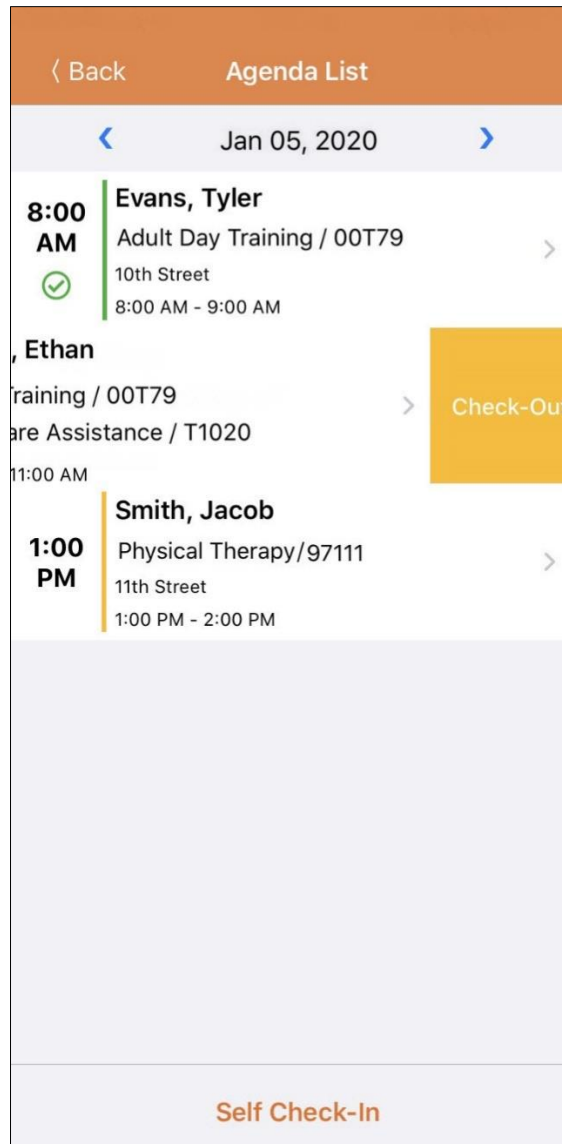 Back
Agenda List
Jan 05, 2020
8:00
AM
Evans, Tyler
Adult Day Training / 00T79
10th Street
8:00 AM - 9:00 AM
, Ethan
raining / 00T79
are Assistance / T1020
11:00 AM
Check-Ou
1:00
PM
Smith, Jacob
Physical Therapy/97111
11th Street
1:00 PM - 2:00 PM
Self Check-In